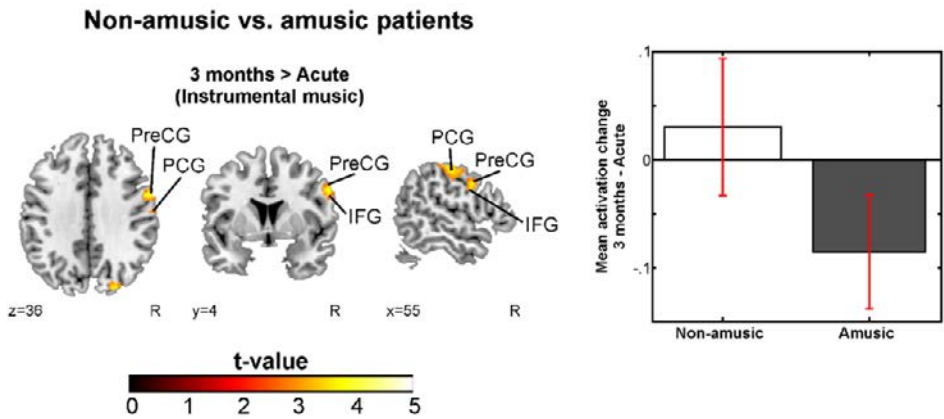 Non-amusic vs. amusic patients
3 months > Acute
(Instrumental music)
PreCG
PCG
PreCG
IFG
PCG
PreCG
IFG
z=36
R
y=4
R
x=55
R
t-value
0 1 2 3 4 5
Mean activation change
3 months - Acute
.1
0
-.1
Non-amusic
Amusic